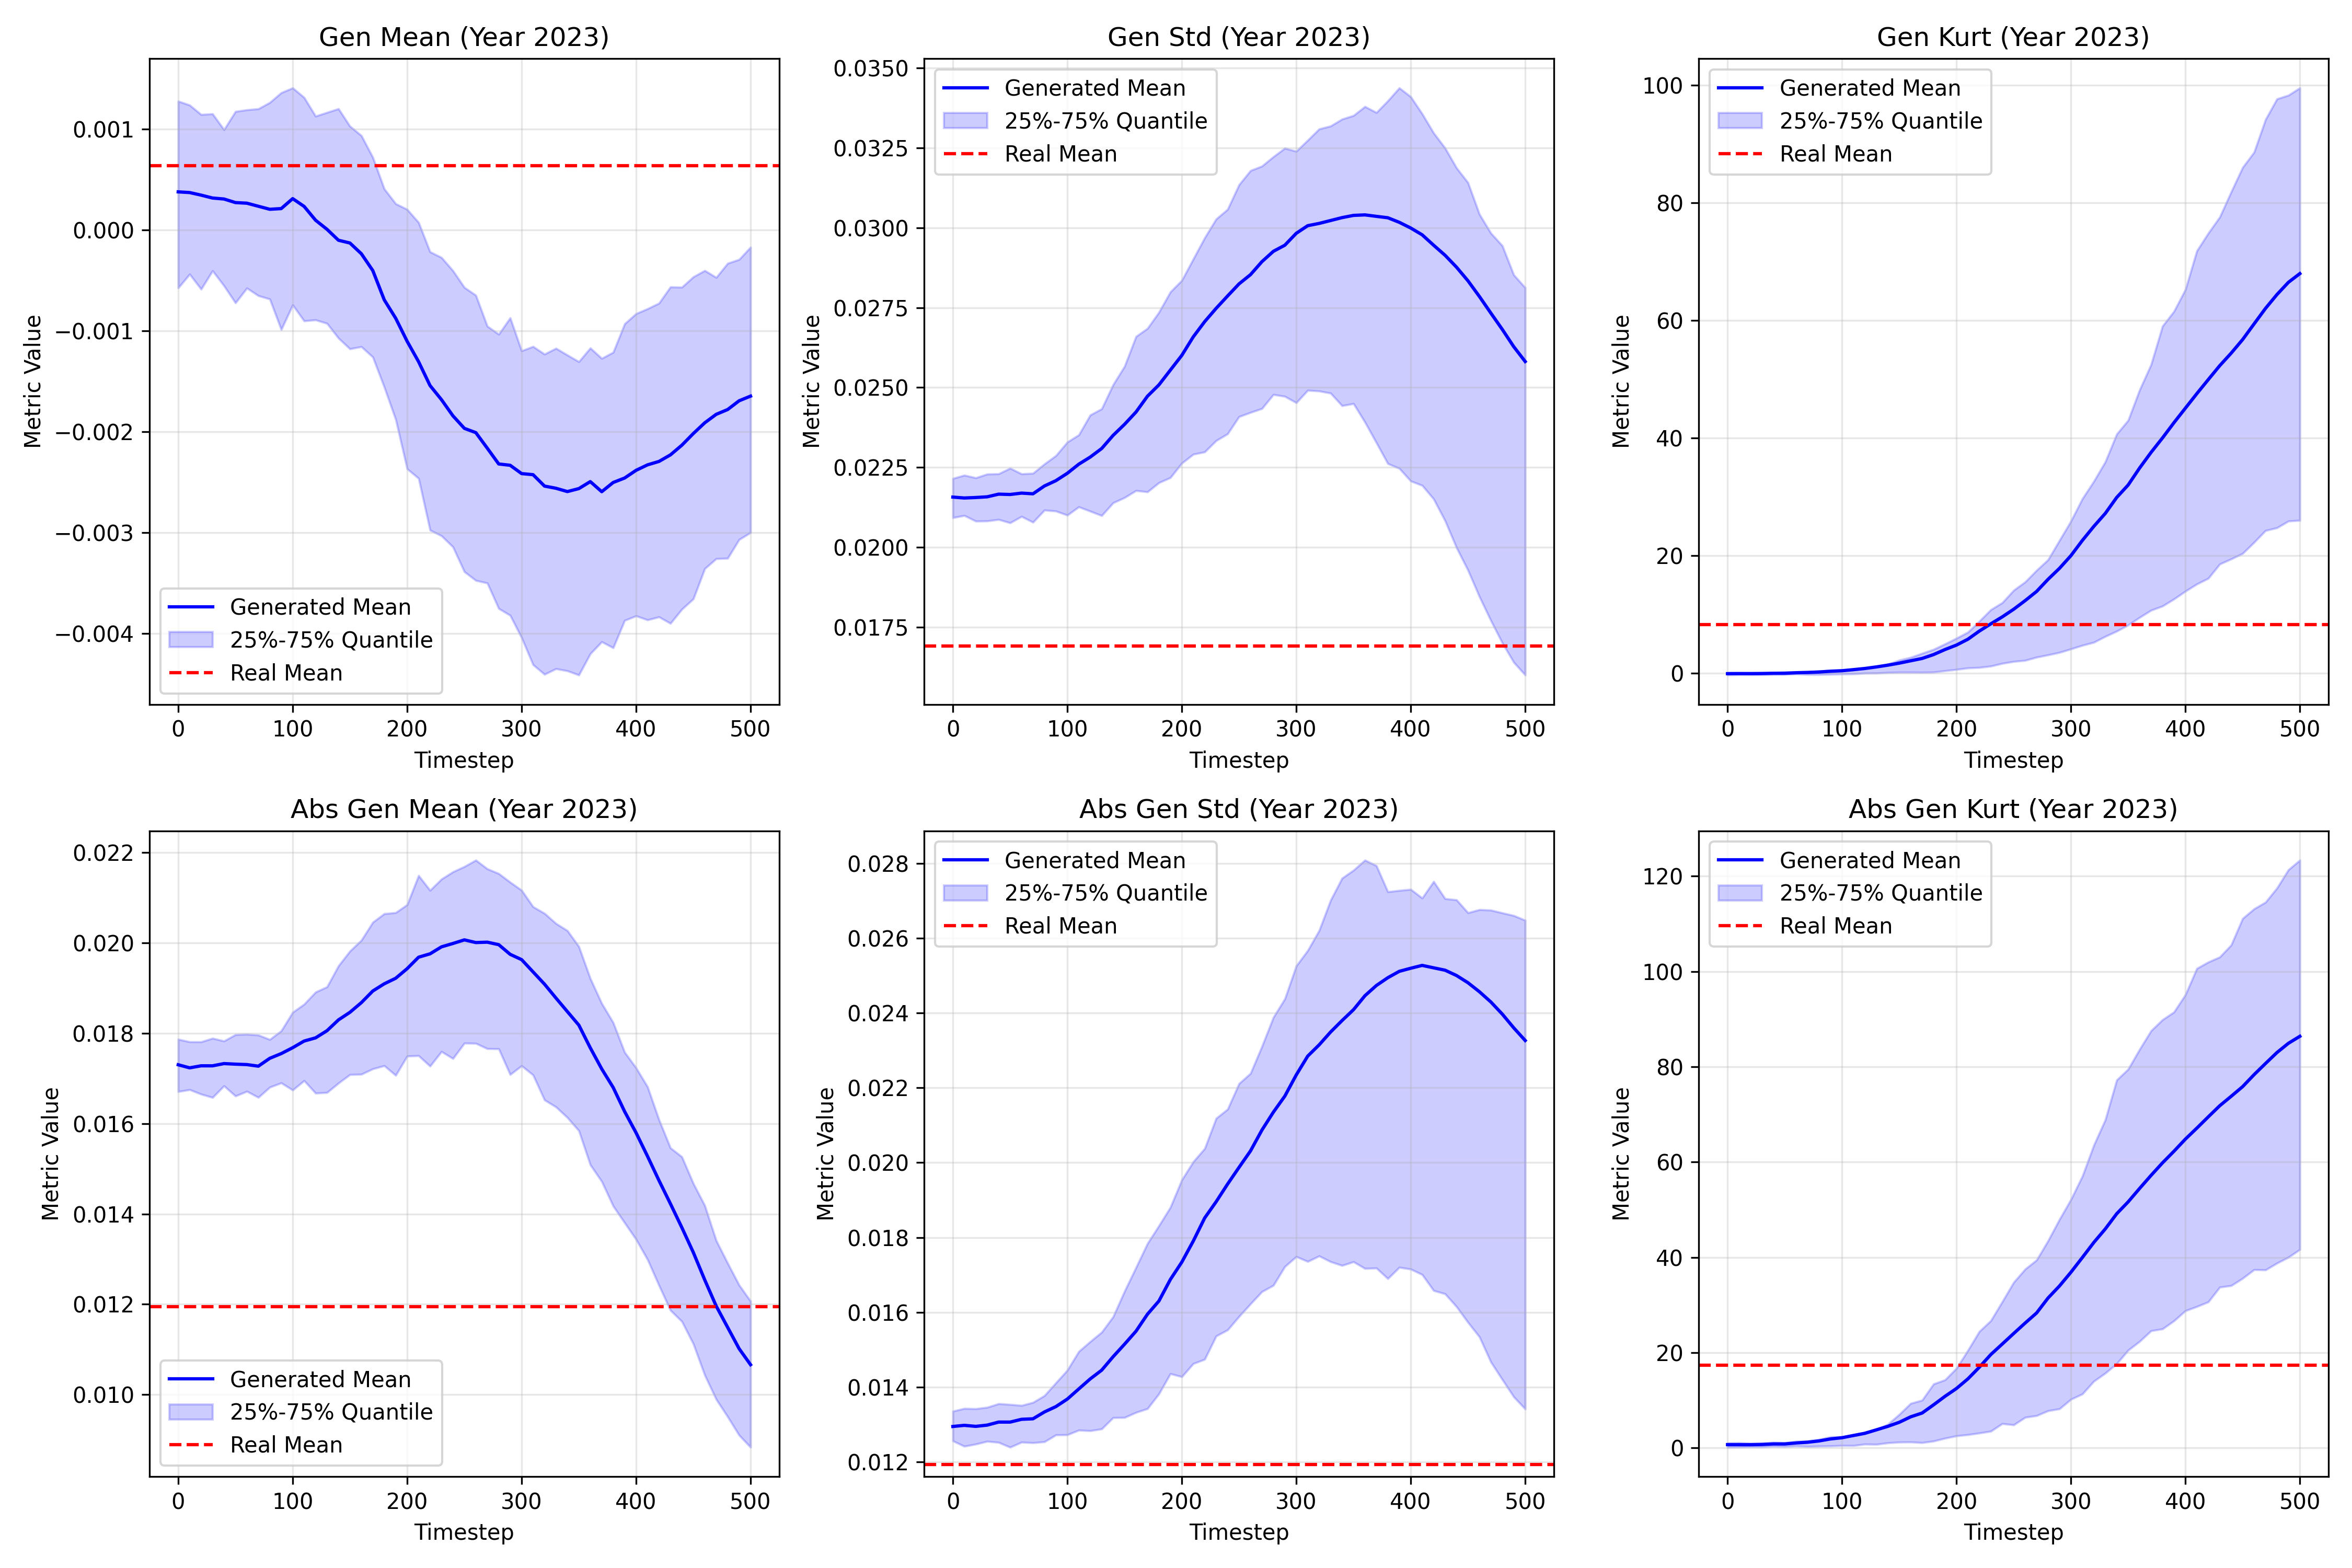 Gen Mean (Year 2023)
Metric Value
0.001
0.000
−0.001
−0.002
−0.003
−0.004
Generated Mean
25%-75% Quantile
Real Mean
0 100 200 300 400 500
Timestep
Gen Std (Year 2023)
Metric Value
0.0350
0.0325
0.0300
0.0275
0.0250
0.0225
0.0200
0.0175
Generated Mean
25%-75% Quantile
Real Mean
0 100 200 300 400 500
Timestep
Gen Kurt (Year 2023)
Metric Value
100
80
60
40
20
0
Generated Mean
25%-75% Quantile
Real Mean
0 100 200 300 400 500
Timestep
Abs Gen Mean (Year 2023)
Metric Value
0.022
0.020
0.018
0.016
0.014
0.012
0.010
Generated Mean
25%-75% Quantile
Real Mean
0 100 200 300 400 500
Timestep
Abs Gen Std (Year 2023)
Metric Value
0.028
0.026
0.024
0.022
0.020
0.018
0.016
0.014
0.012
Generated Mean
25%-75% Quantile
Real Mean
0 100 200 300 400 500
Timestep
Abs Gen Kurt (Year 2023)
Metric Value
120
100
80
60
40
20
0
Generated Mean
25%-75% Quantile
Real Mean
0 100 200 300 400 500
Timestep